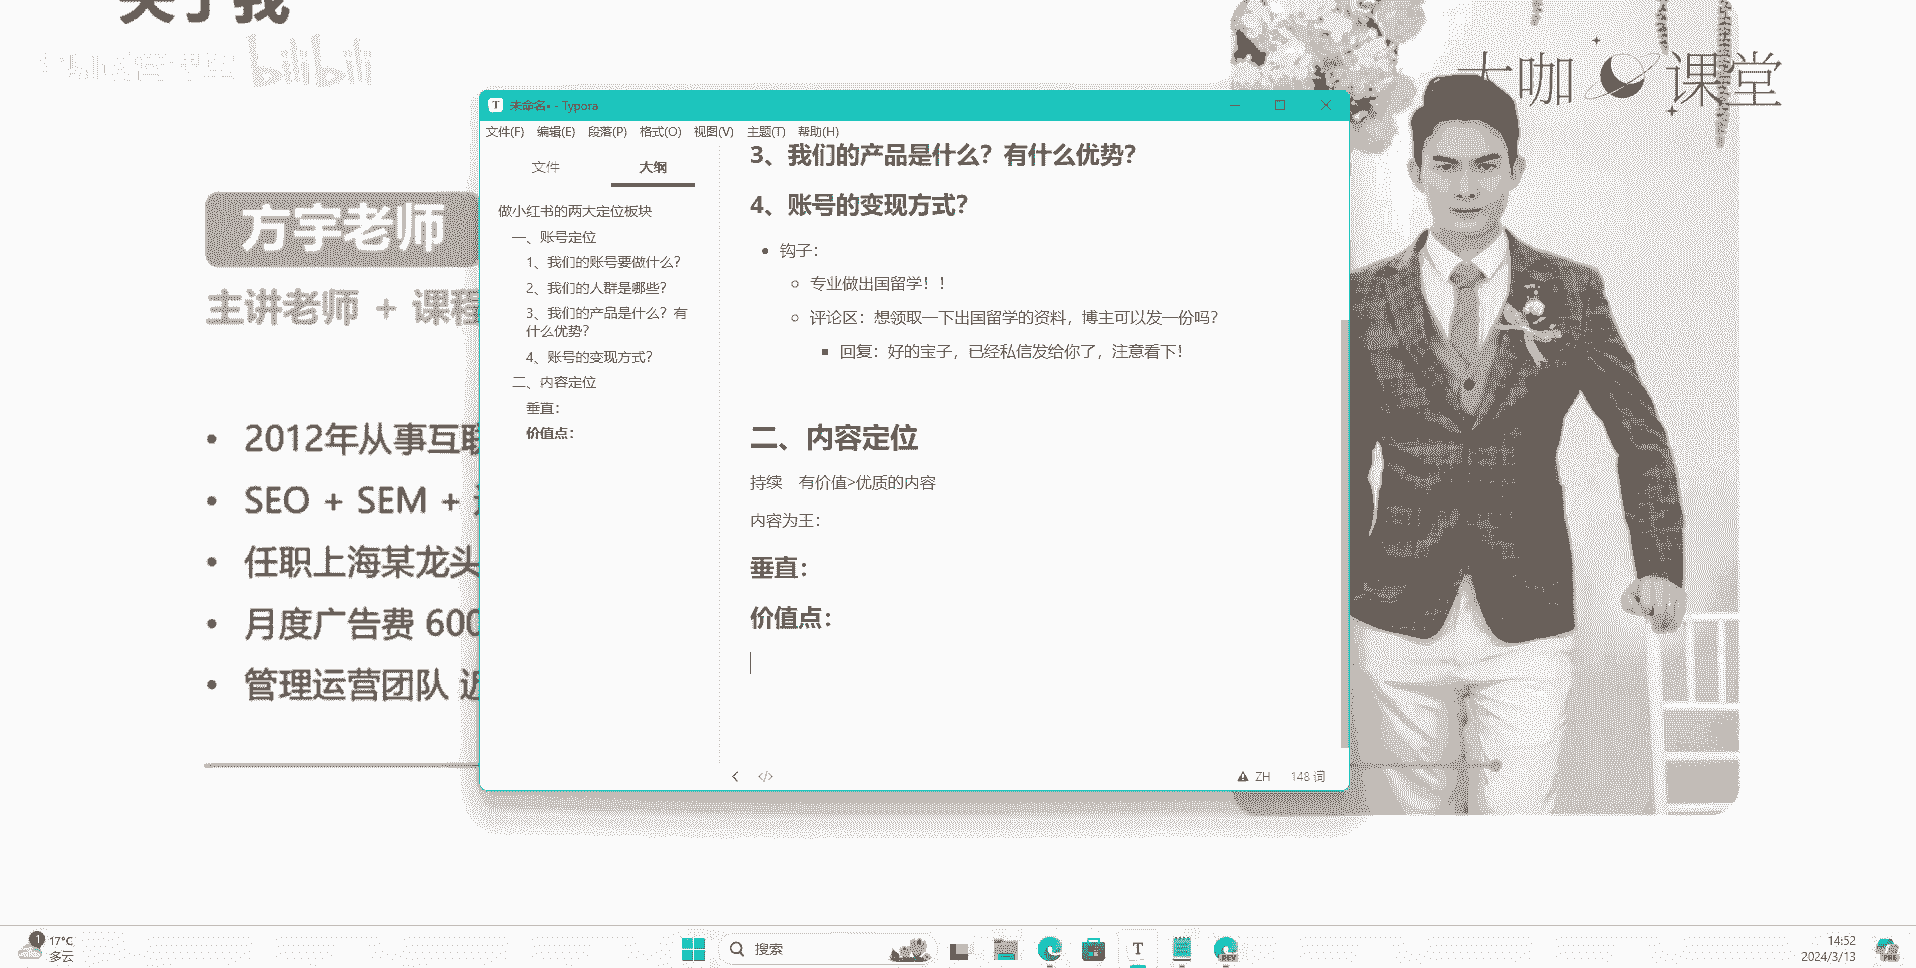 关于我
bilibili
大咖 课堂
方宇老师
主讲老师 + 课程
2012年从事互联
SEO + SEM +
任职上海某龙头
月度广告费 600
管理运营团队 近
T 未命名• - Typora
文件(F) 编辑(E) 段落(P) 格式(O) 视图(V) 主题(T) 帮助(H)
文件 大纲
做小红书的两大定位板块
一、账号定位
1、我们的账号要做什么？
2、我们的人群是哪些？
3、我们的产品是什么？有
什么优势？
4、账号的变现方式？
二、内容定位
垂直：
价值点：
3、我们的产品是什么？有什么优势？
4、账号的变现方式？
钩子：
专业做出国留学！！
评论区：想领取一下出国留学的资料，博主可以发一份吗？
回复：好的宝子，已经私信发给你了，注意看下！
二、内容定位
持续 有价值>优质的内容
内容为王：
垂直：
价值点：
</> ZH 148 词
1 17°C
多云
搜索
T
DEV
14:52
2024/3/13
PRE